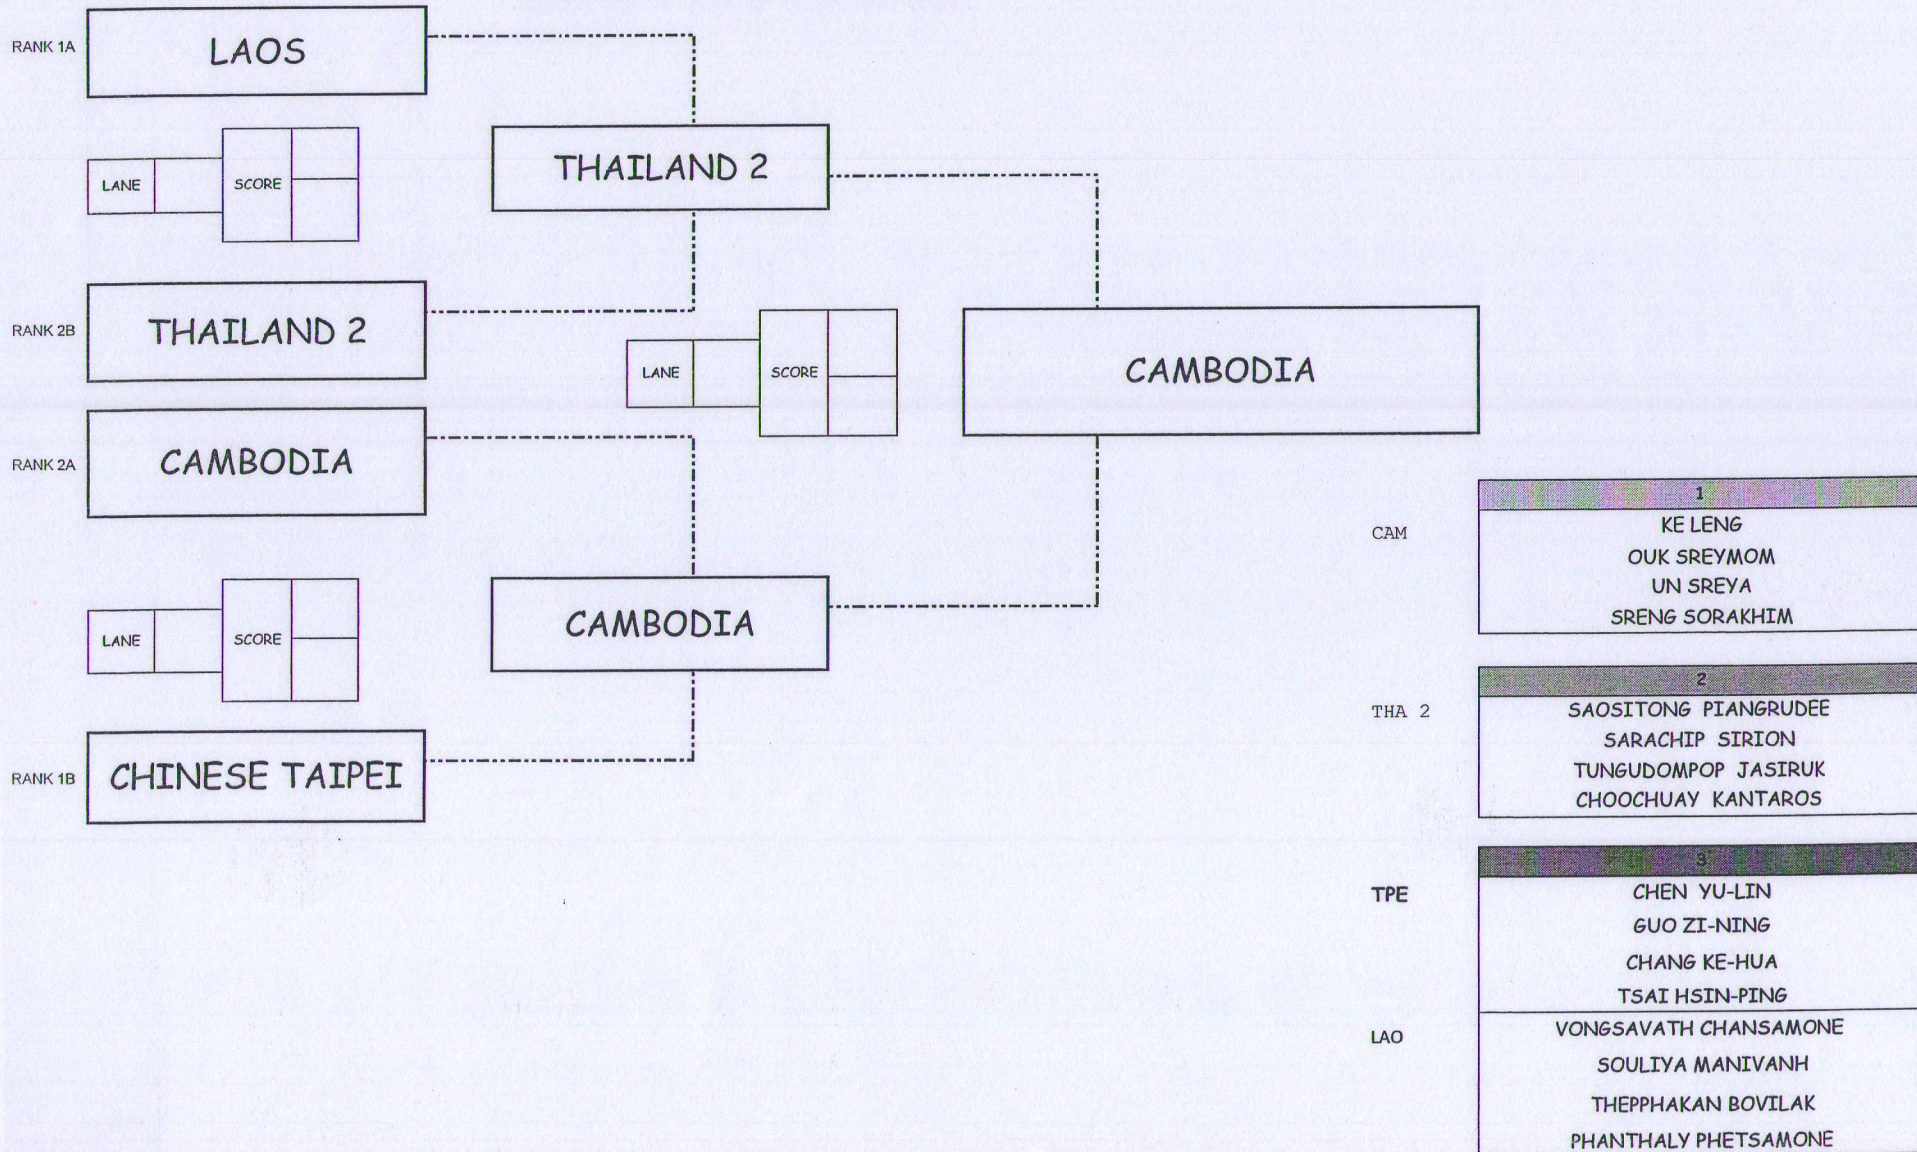 RANK 1A
LAOS
LANE
SCORE
THAILAND 2
RANK 2B
THAILAND 2
LANE
SCORE
CAMBODIA
RANK 2A
CAMBODIA
LANE
SCORE
CAMBODIA
RANK 1B
CHINESE TAIPEI
CAM
1
KE LENG
OUK SREYMOM
UN SREYA
SRENG SORAKHIM
THA 2
2
SAOSITONG PIANGRUDEE
SARACHIP SIRION
TUNGUDOMPOP JASIRUK
CHOOCHUAY KANTAROS
TPE
3
CHEN YU-LIN
GUO ZI-NING
CHANG KE-HUA
TSAI HSIN-PING
LAO
VONGSAVATH CHANSAMONE
SOULIYA MANIVANH
THEPPHAKAN BOVILAK
PHANTHALY PHETSAMONE